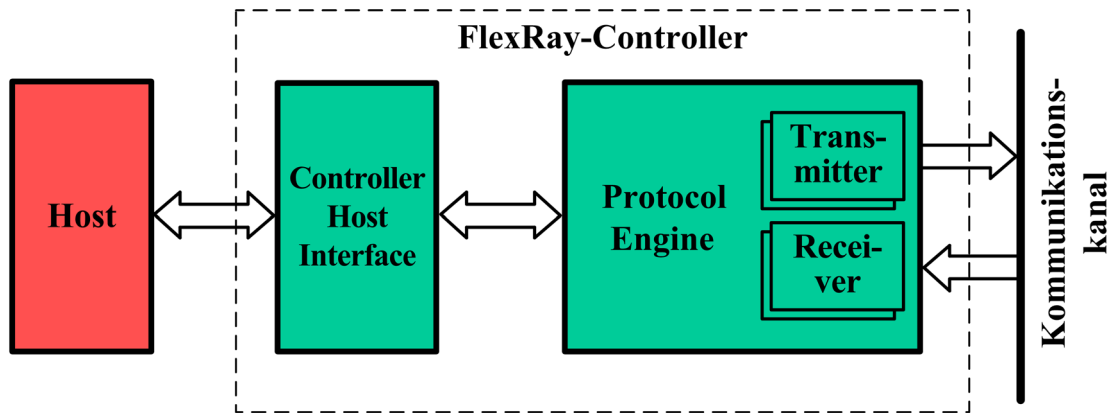 FlexRay-Controller
Host
Controller
Host
Interface
Protocol
Engine
Trans-
mitter
Recei-
ver
Kommunikations-
kanal